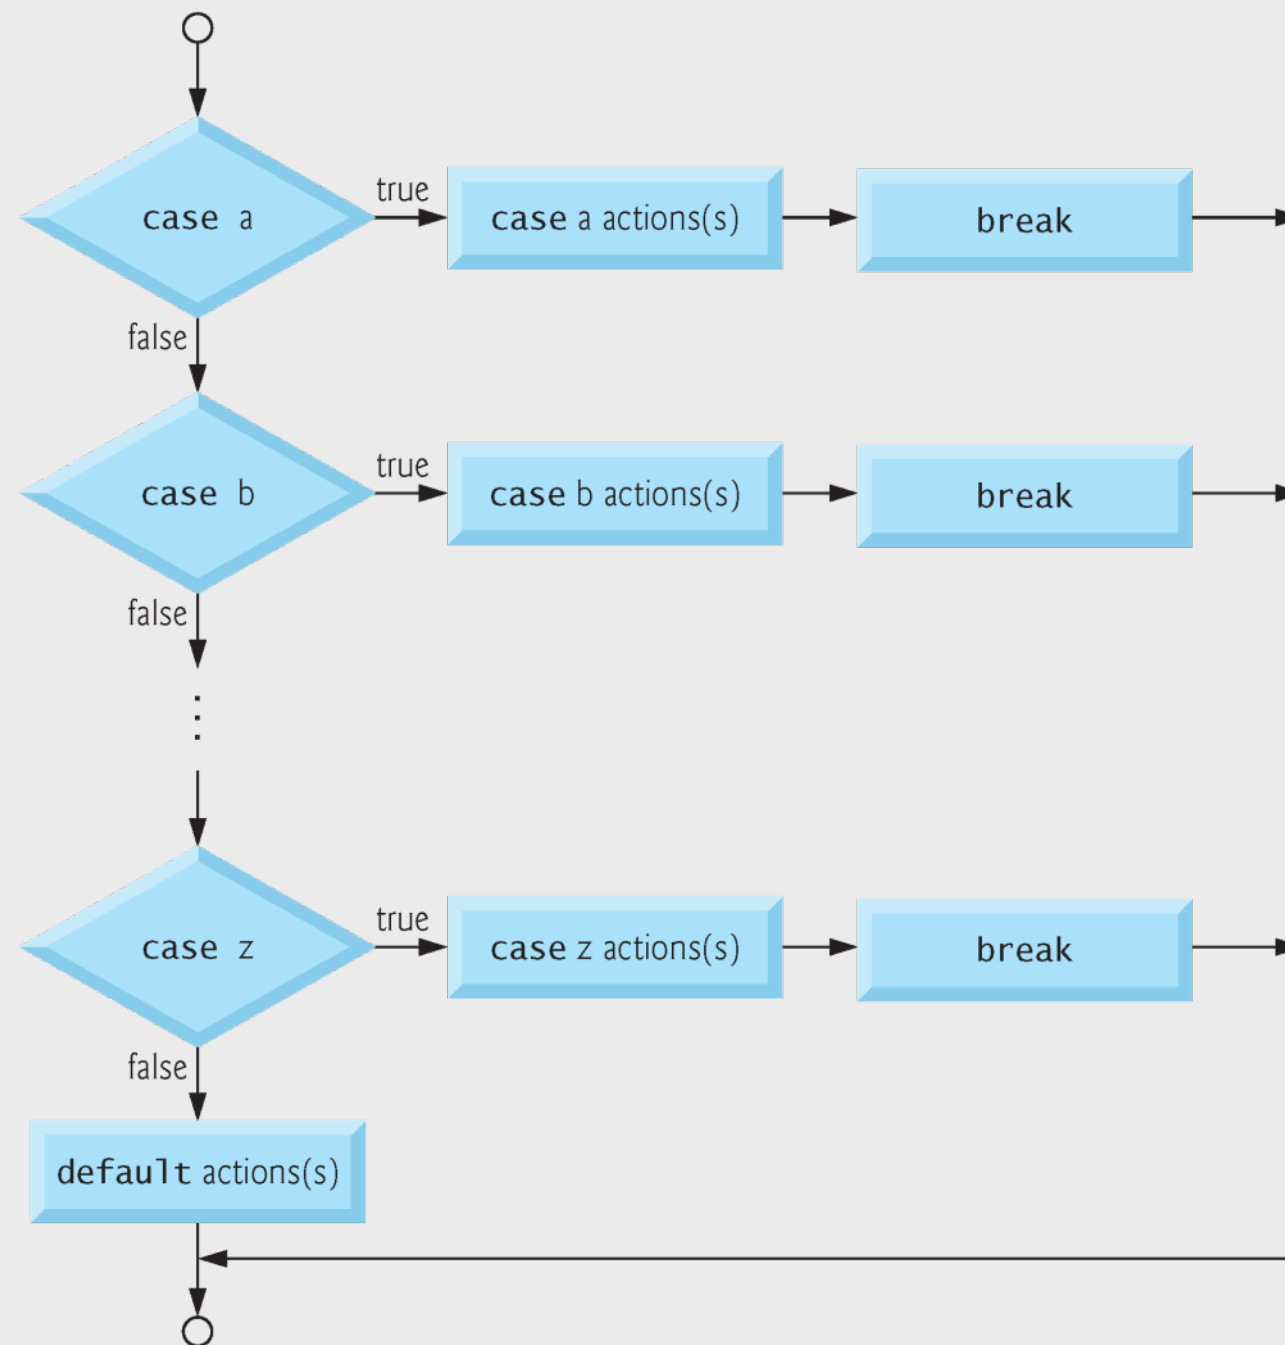 case a
true
case a actions(s)
break
false
case b
true
case b actions(s)
break
false
case z
true
case z actions(s)
break
false
default actions(s)